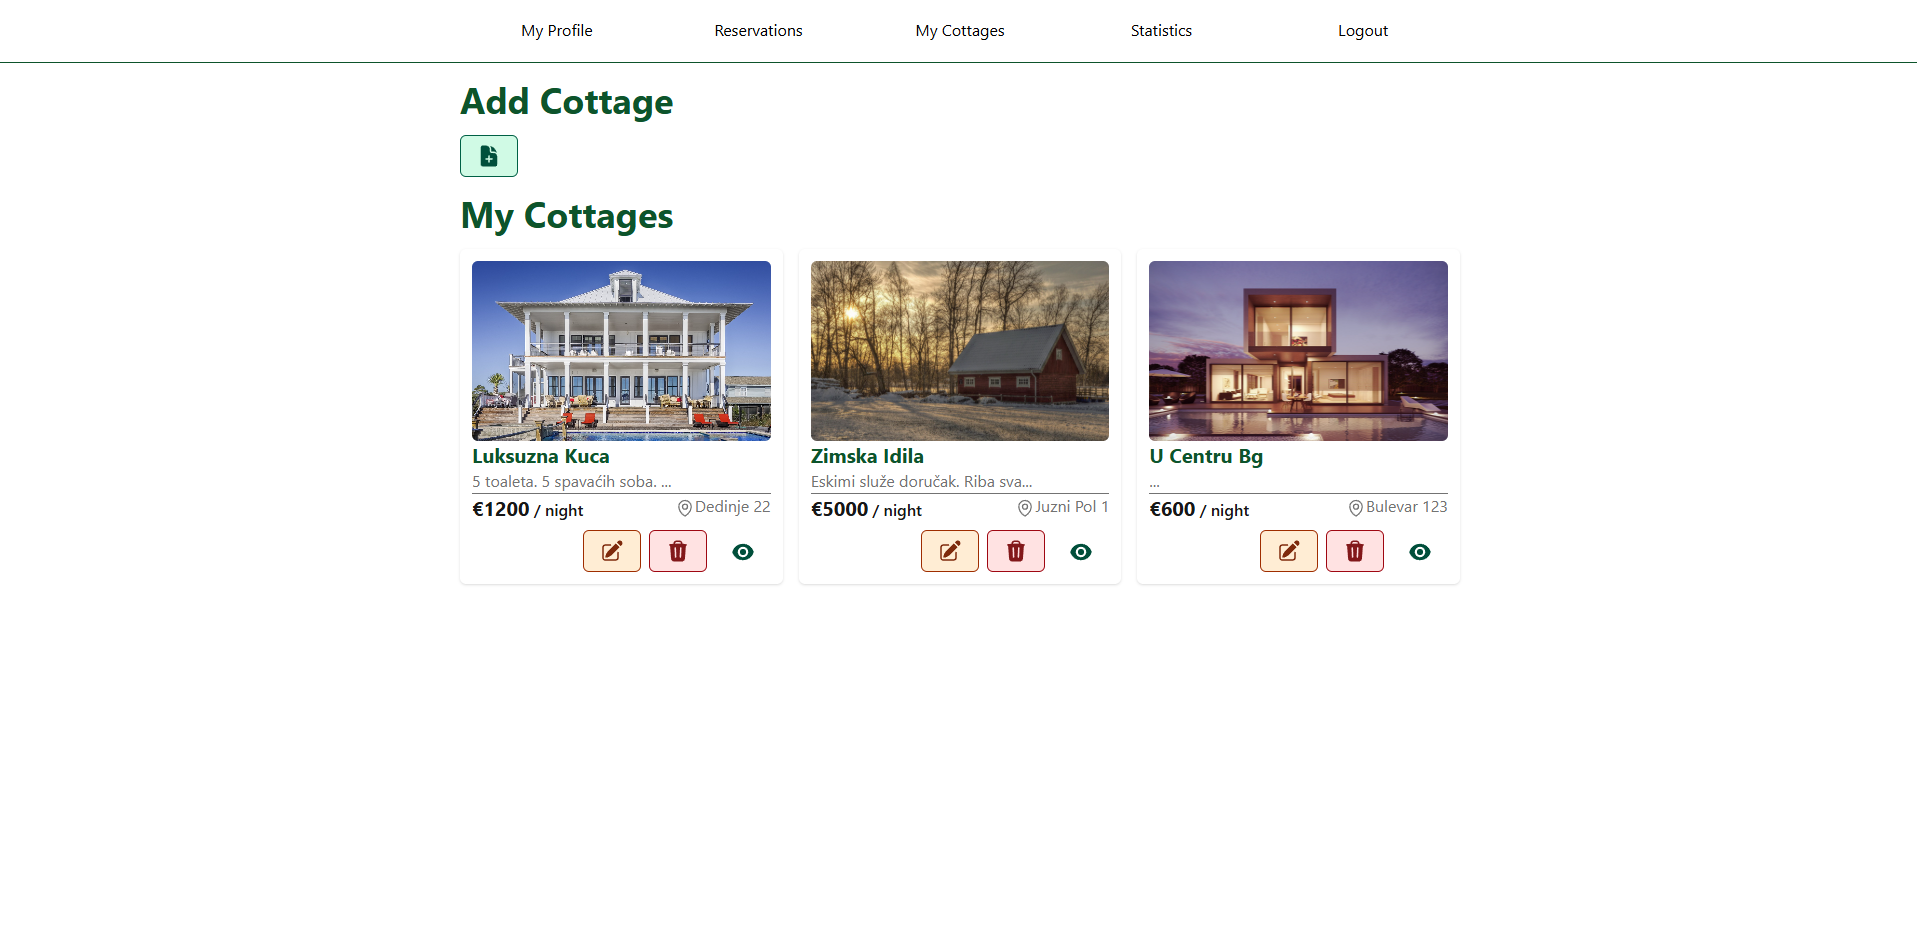 My Profile Reservations My Cottages Statistics Logout
Add Cottage
My Cottages
Luksuzna Kuca
5 toaleta. 5 spavaćih soba. ...
€1200 / night Dedinje 22
Zimska Idila
Eskimi služe doručak. Riba sva...
€5000 / night Juzni Pol 1
U Centru Bg
...
€600 / night Bulevar 123